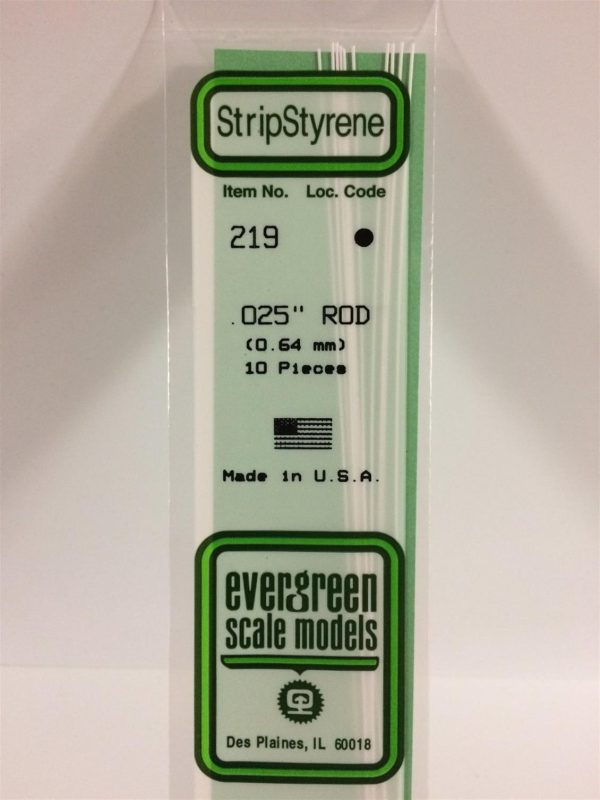 StripStyrene
Item No. Loc. Code
219
.025" ROD
(0.64 mm)
10 Pieces
Made in U.S.A.
evergreen
scale models
Des Plaines, IL 60018